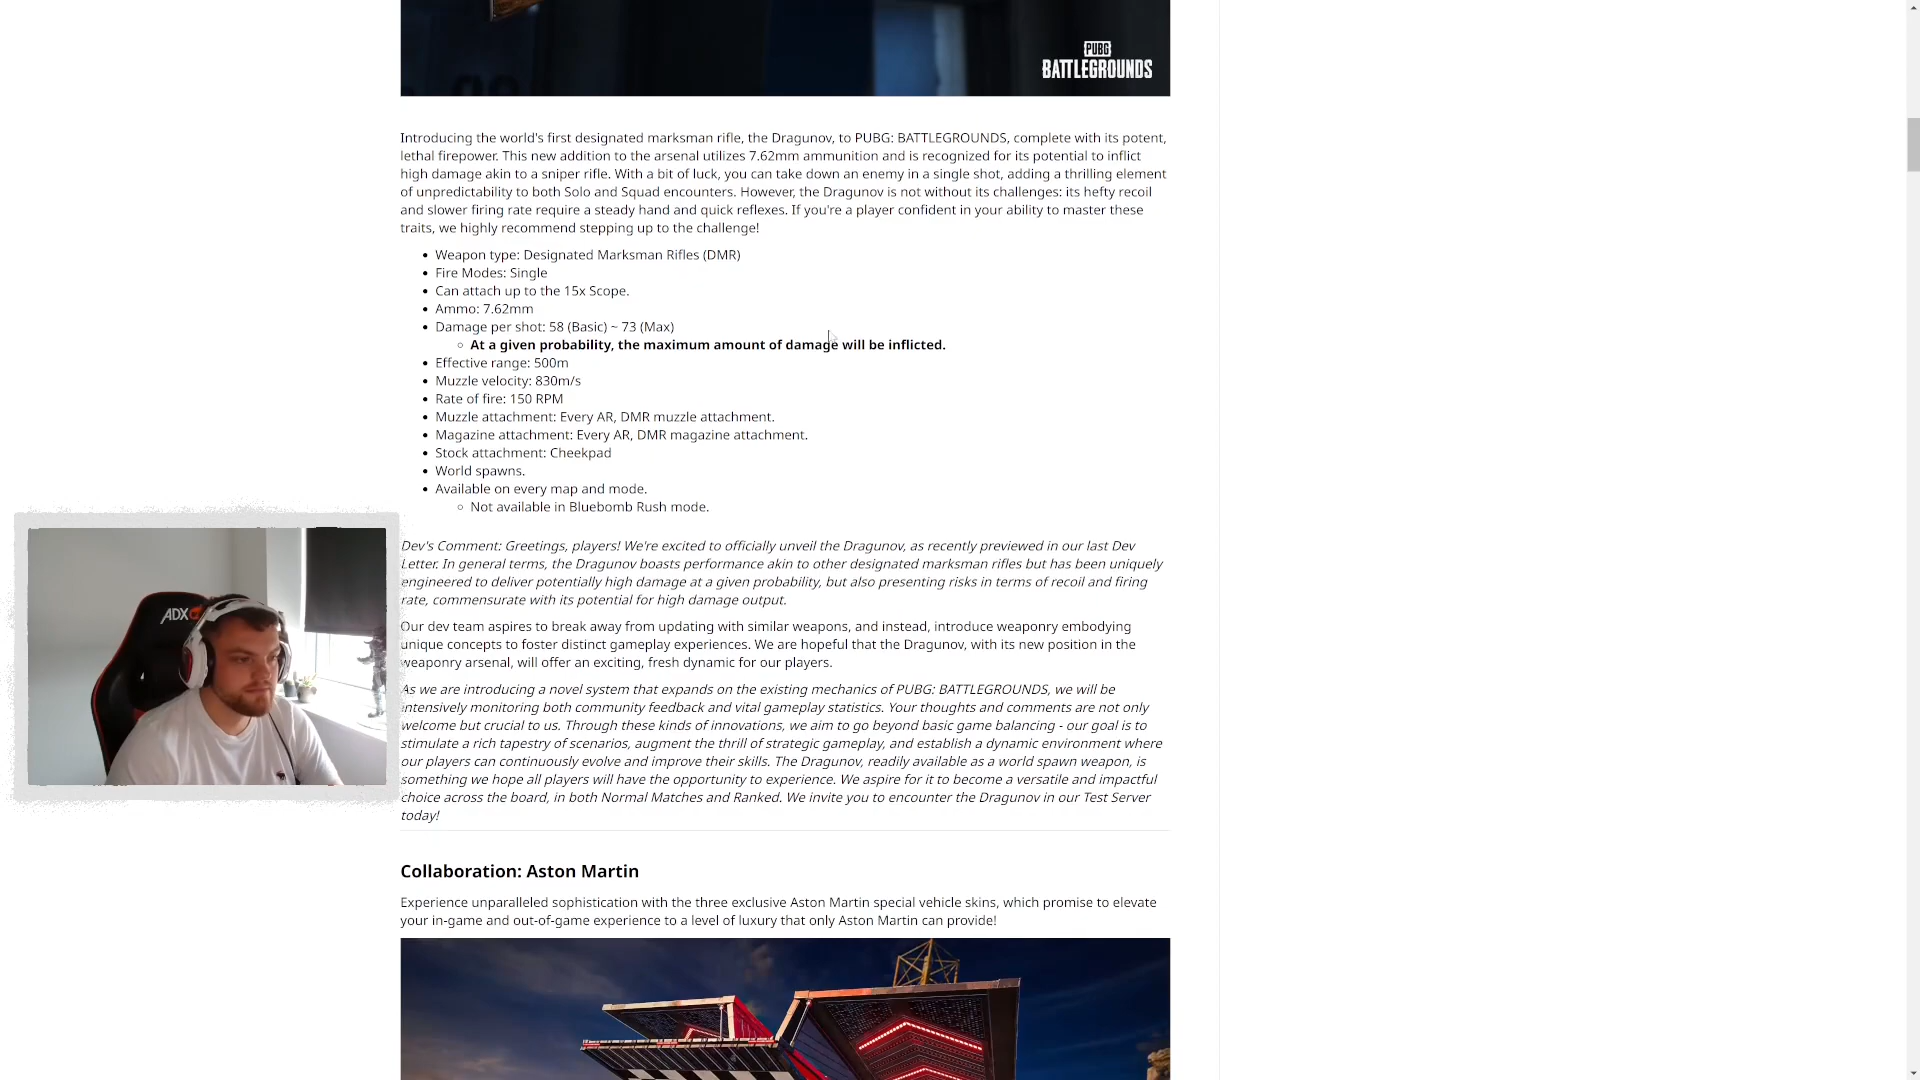 PUBG
BATTLEGROUNDS
Introducing the world's first designated marksman rifle, the Dragunov, to PUBG: BATTLEGROUNDS, complete with its potent,
lethal firepower. This new addition to the arsenal utilizes 7.62mm ammunition and is recognized for its potential to inflict
high damage akin to a sniper rifle. With a bit of luck, you can take down an enemy in a single shot, adding a thrilling element
of unpredictability to both Solo and Squad encounters. However, the Dragunov is not without its challenges: its hefty recoil
and slower firing rate require a steady hand and quick reflexes. If you're a player confident in your ability to master these
traits, we highly recommend stepping up to the challenge!
Weapon type: Designated Marksman Rifles (DMR)
Fire Modes: Single
Can attach up to the 15x Scope.
Ammo: 7.62mm
Damage per shot: 58 (Basic) ~ 73 (Max)
At a given probability, the maximum amount of damage will be inflicted.
Effective range: 500m
Muzzle velocity: 830m/s
Rate of fire: 150 RPM
Muzzle attachment: Every AR, DMR muzzle attachment.
Magazine attachment: Every AR, DMR magazine attachment.
Stock attachment: Cheekpad
World spawns.
Available on every map and mode.
Not available in Bluebomb Rush mode.
Dev's Comment: Greetings, players! We're excited to officially unveil the Dragunov, as recently previewed in our last Dev
Letter. In general terms, the Dragunov boasts performance akin to other designated marksman rifles but has been uniquely
engineered to deliver potentially high damage at a given probability, but also presenting risks in terms of recoil and firing
rate, commensurate with its potential for high damage output.
Our dev team aspires to break away from updating with similar weapons, and instead, introduce weaponry embodying
unique concepts to foster distinct gameplay experiences. We are hopeful that the Dragunov, with its new position in the
weaponry arsenal, will offer an exciting, fresh dynamic for our players.
As we are introducing a novel system that expands on the existing mechanics of PUBG: BATTLEGROUNDS, we will be
intensively monitoring both community feedback and vital gameplay statistics. Your thoughts and comments are not only
welcome but crucial to us. Through these kinds of innovations, we aim to go beyond basic game balancing - our goal is to
stimulate a rich tapestry of scenarios, augment the thrill of strategic gameplay, and establish a dynamic environment where
our players can continuously evolve and improve their skills. The Dragunov, readily available as a world spawn weapon, is
something we hope all players will have the opportunity to experience. We aspire for it to become a versatile and impactful
choice across the board, in both Normal Matches and Ranked. We invite you to encounter the Dragunov in our Test Server
today!
ADX
Collaboration: Aston Martin
Experience unparalleled sophistication with the three exclusive Aston Martin special vehicle skins, which promise to elevate
your in-game and out-of-game experience to a level of luxury that only Aston Martin can provide!